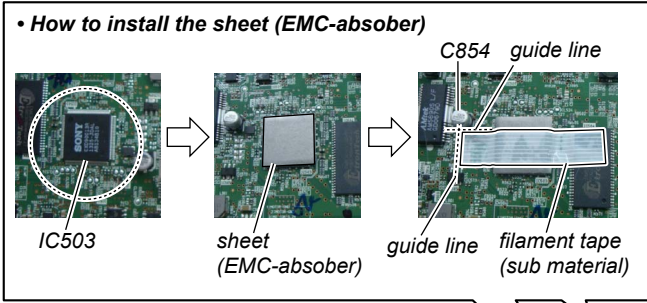 • How to install the sheet (EMC-absober)
C854
guide line
SONY
IC503
sheet
(EMC-absober)
guide line
filament tape
(sub material)